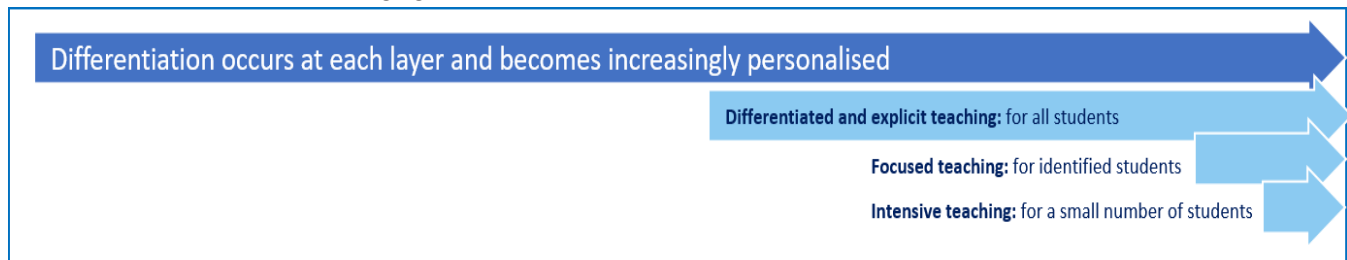 Differentiation occurs at each layer and becomes increasingly personalised
Differentiated and explicit teaching: for all students
Focused teaching: for identified students
Intensive teaching: for a small number of students